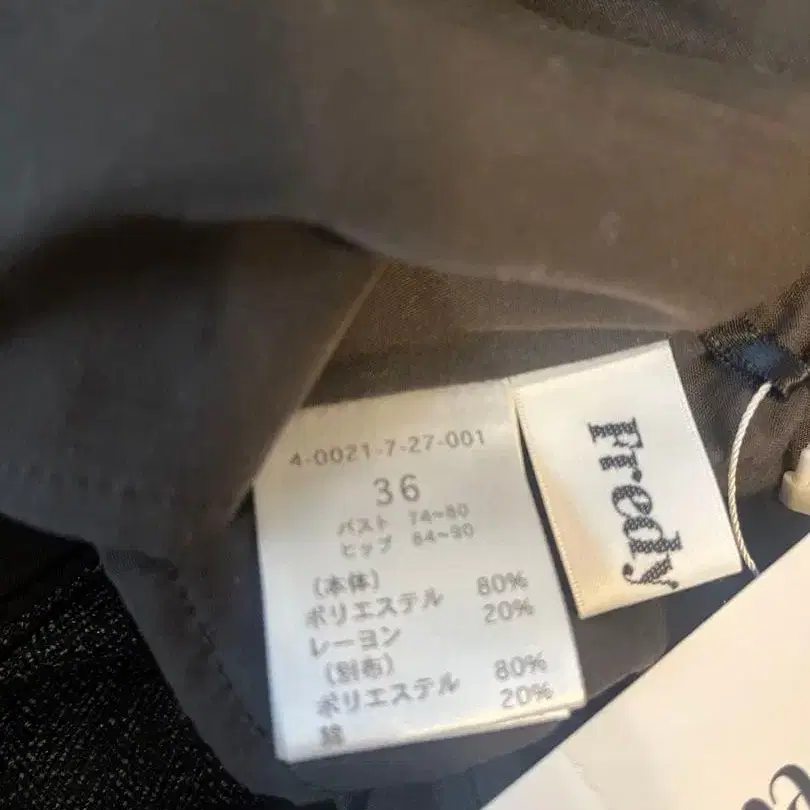 4-0021-7-27-001
36
バスト 74~80
ヒップ 84~90
(本体)
ポリエステル 80%
レーヨン 20%
(別布)
ポリエステル 80%
綿 20%
Fredy